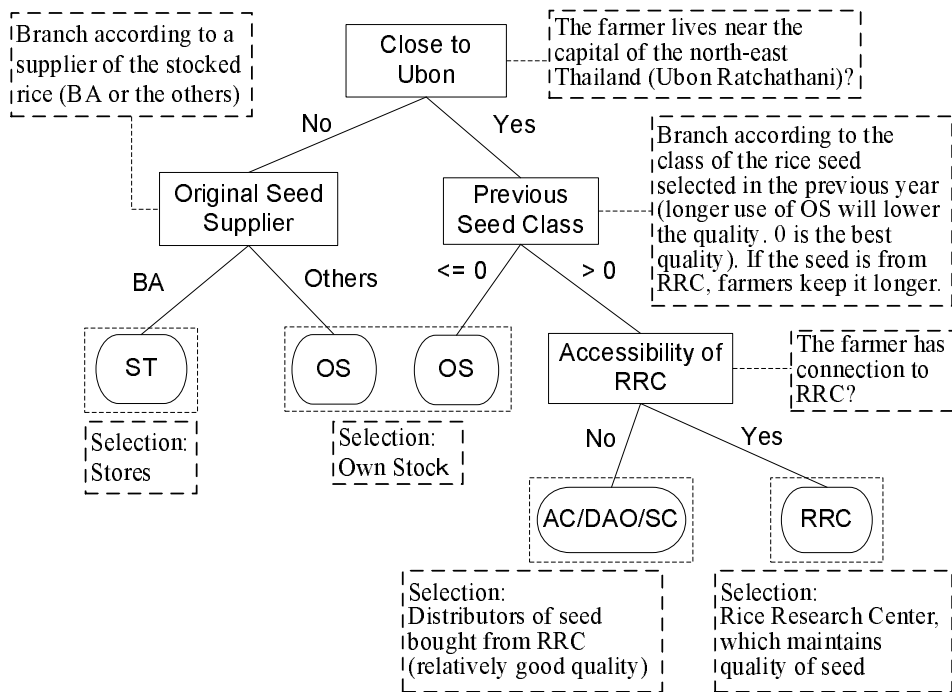 Branch according to a
supplier of the stocked
rice (BA or the others)
Close to
Ubon
The farmer lives near the
capital of the north-east
Thailand (Ubon Ratchathani)?
No
Yes
Original Seed
Supplier
Previous
Seed Class
Branch according to the
class of the rice seed
selected in the previous year
(longer use of OS will lower
the quality. 0 is the best
quality). If the seed is from
RRC, farmers keep it longer.
BA
Others
<= 0
> 0
ST
OS
OS
Accessibility of
RRC
The farmer has
connection to
RRC?
Selection:
Stores
Selection:
Own Stock
No
Yes
AC/DAO/SC
RRC
Selection:
Distributors of seed
bought from RRC
(relatively good quality)
Selection:
Rice Research Center,
which maintains
quality of seed